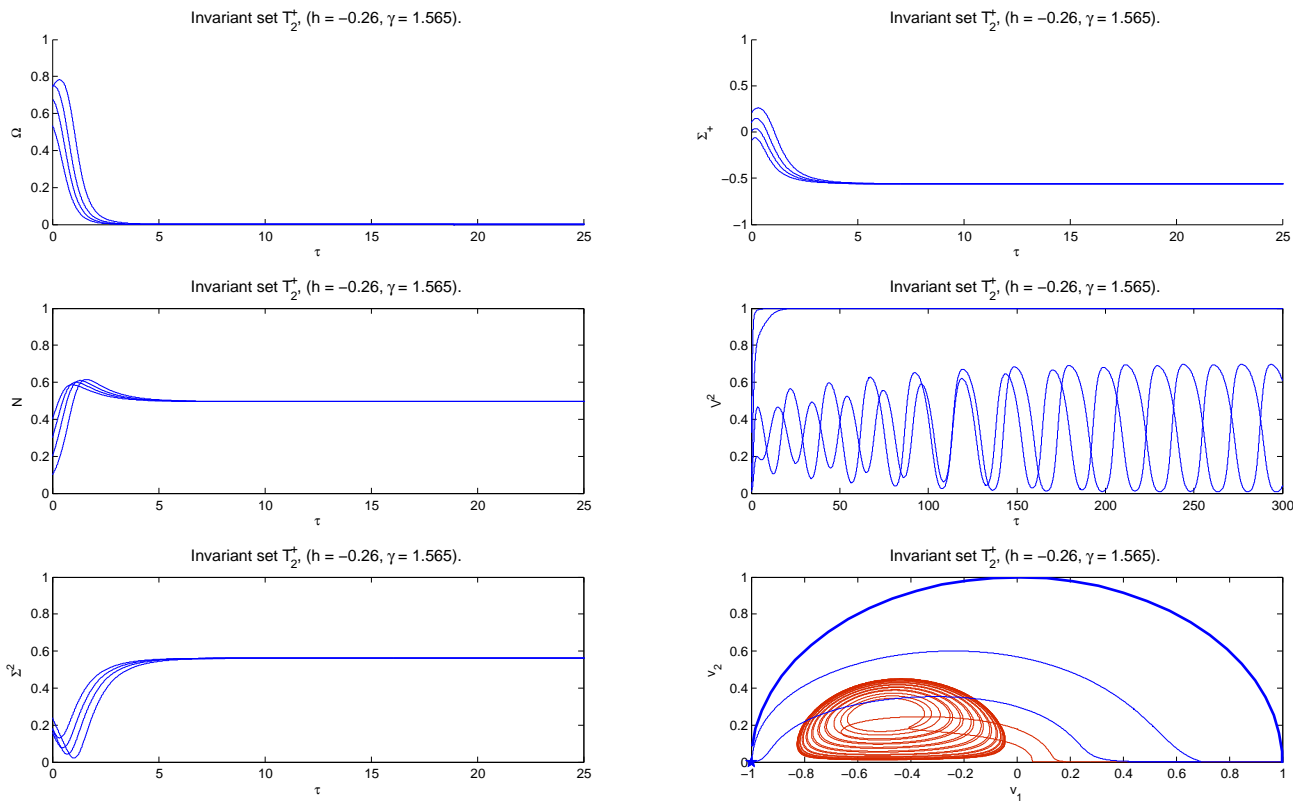 Invariant set T₂⁺, (h = −0.26, γ = 1.565).
1
0.8
0.6
0.4
0.2
0
Ω
0 5 10 15 20 25
τ
Invariant set T₂⁺, (h = −0.26, γ = 1.565).
1
0.5
0
−0.5
−1
Σ₊
0 5 10 15 20 25
τ
Invariant set T₂⁺, (h = −0.26, γ = 1.565).
1
0.8
0.6
0.4
0.2
0
N
0 5 10 15 20 25
τ
Invariant set T₂⁺, (h = −0.26, γ = 1.565).
1
0.8
0.6
0.4
0.2
0
V²
0 50 100 150 200 250 300
τ
Invariant set T₂⁺, (h = −0.26, γ = 1.565).
1
0.8
0.6
0.4
0.2
0
Σ²
0 5 10 15 20 25
τ
Invariant set T₂⁺, (h = −0.26, γ = 1.565).
1
0.8
0.6
0.4
0.2
0
v₂
−1 −0.8 −0.6 −0.4 −0.2 0 0.2 0.4 0.6 0.8 1
v₁